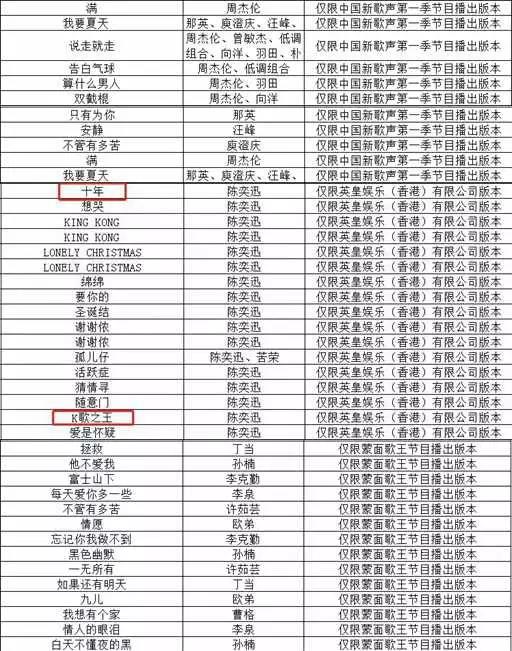 满 周杰伦 仅限中国新歌声第一季节目播出版本
我要夏天 那英、庾澄庆、汪峰、 仅限中国新歌声第一季节目播出版本
说走就走 周杰伦、曾敏杰、低调组合、向洋、羽田、朴 仅限中国新歌声第一季节目播出版本
告白气球 周杰伦、低调组合 仅限中国新歌声第一季节目播出版本
算什么男人 周杰伦、羽田 仅限中国新歌声第一季节目播出版本
双截棍 周杰伦、向洋 仅限中国新歌声第一季节目播出版本
只有为你 那英 仅限中国新歌声第一季节目播出版本
安静 汪峰 仅限中国新歌声第一季节目播出版本
不管有多苦 庾澄庆 仅限中国新歌声第一季节目播出版本
满 周杰伦 仅限中国新歌声第一季节目播出版本
我要夏天 那英、庾澄庆、汪峰、 仅限中国新歌声第一季节目播出版本
十年 陈奕迅 仅限英皇娱乐（香港）有限公司版本
想哭 陈奕迅 仅限英皇娱乐（香港）有限公司版本
KING KONG 陈奕迅 仅限英皇娱乐（香港）有限公司版本
KING KONG 陈奕迅 仅限英皇娱乐（香港）有限公司版本
LONELY CHRISTMAS 陈奕迅 仅限英皇娱乐（香港）有限公司版本
LONELY CHRISTMAS 陈奕迅 仅限英皇娱乐（香港）有限公司版本
绵绵 陈奕迅 仅限英皇娱乐（香港）有限公司版本
要你的 陈奕迅 仅限英皇娱乐（香港）有限公司版本
圣诞结 陈奕迅 仅限英皇娱乐（香港）有限公司版本
谢谢侬 陈奕迅 仅限英皇娱乐（香港）有限公司版本
谢谢侬 陈奕迅 仅限英皇娱乐（香港）有限公司版本
孤儿仔 陈奕迅、苦荣 仅限英皇娱乐（香港）有限公司版本
活跃症 陈奕迅 仅限英皇娱乐（香港）有限公司版本
猜情寻 陈奕迅 仅限英皇娱乐（香港）有限公司版本
随意门 陈奕迅 仅限英皇娱乐（香港）有限公司版本
K歌之王 陈奕迅 仅限英皇娱乐（香港）有限公司版本
爱是怀疑 陈奕迅 仅限英皇娱乐（香港）有限公司版本
拯救 丁当 仅限蒙面歌王节目播出版本
他不爱我 孙楠 仅限蒙面歌王节目播出版本
富士山下 李克勤 仅限蒙面歌王节目播出版本
每天爱你多一些 李泉 仅限蒙面歌王节目播出版本
不管有多苦 许茹芸 仅限蒙面歌王节目播出版本
情愿 欧弟 仅限蒙面歌王节目播出版本
忘记你我做不到 李克勤 仅限蒙面歌王节目播出版本
黑色幽默 孙楠 仅限蒙面歌王节目播出版本
一无所有 许茹芸 仅限蒙面歌王节目播出版本
如果还有明天 丁当 仅限蒙面歌王节目播出版本
九儿 欧弟 仅限蒙面歌王节目播出版本
我想有个家 曹格 仅限蒙面歌王节目播出版本
情人的眼泪 李泉 仅限蒙面歌王节目播出版本
白天不懂夜的黑 孙楠 仅限蒙面歌王节目播出版本